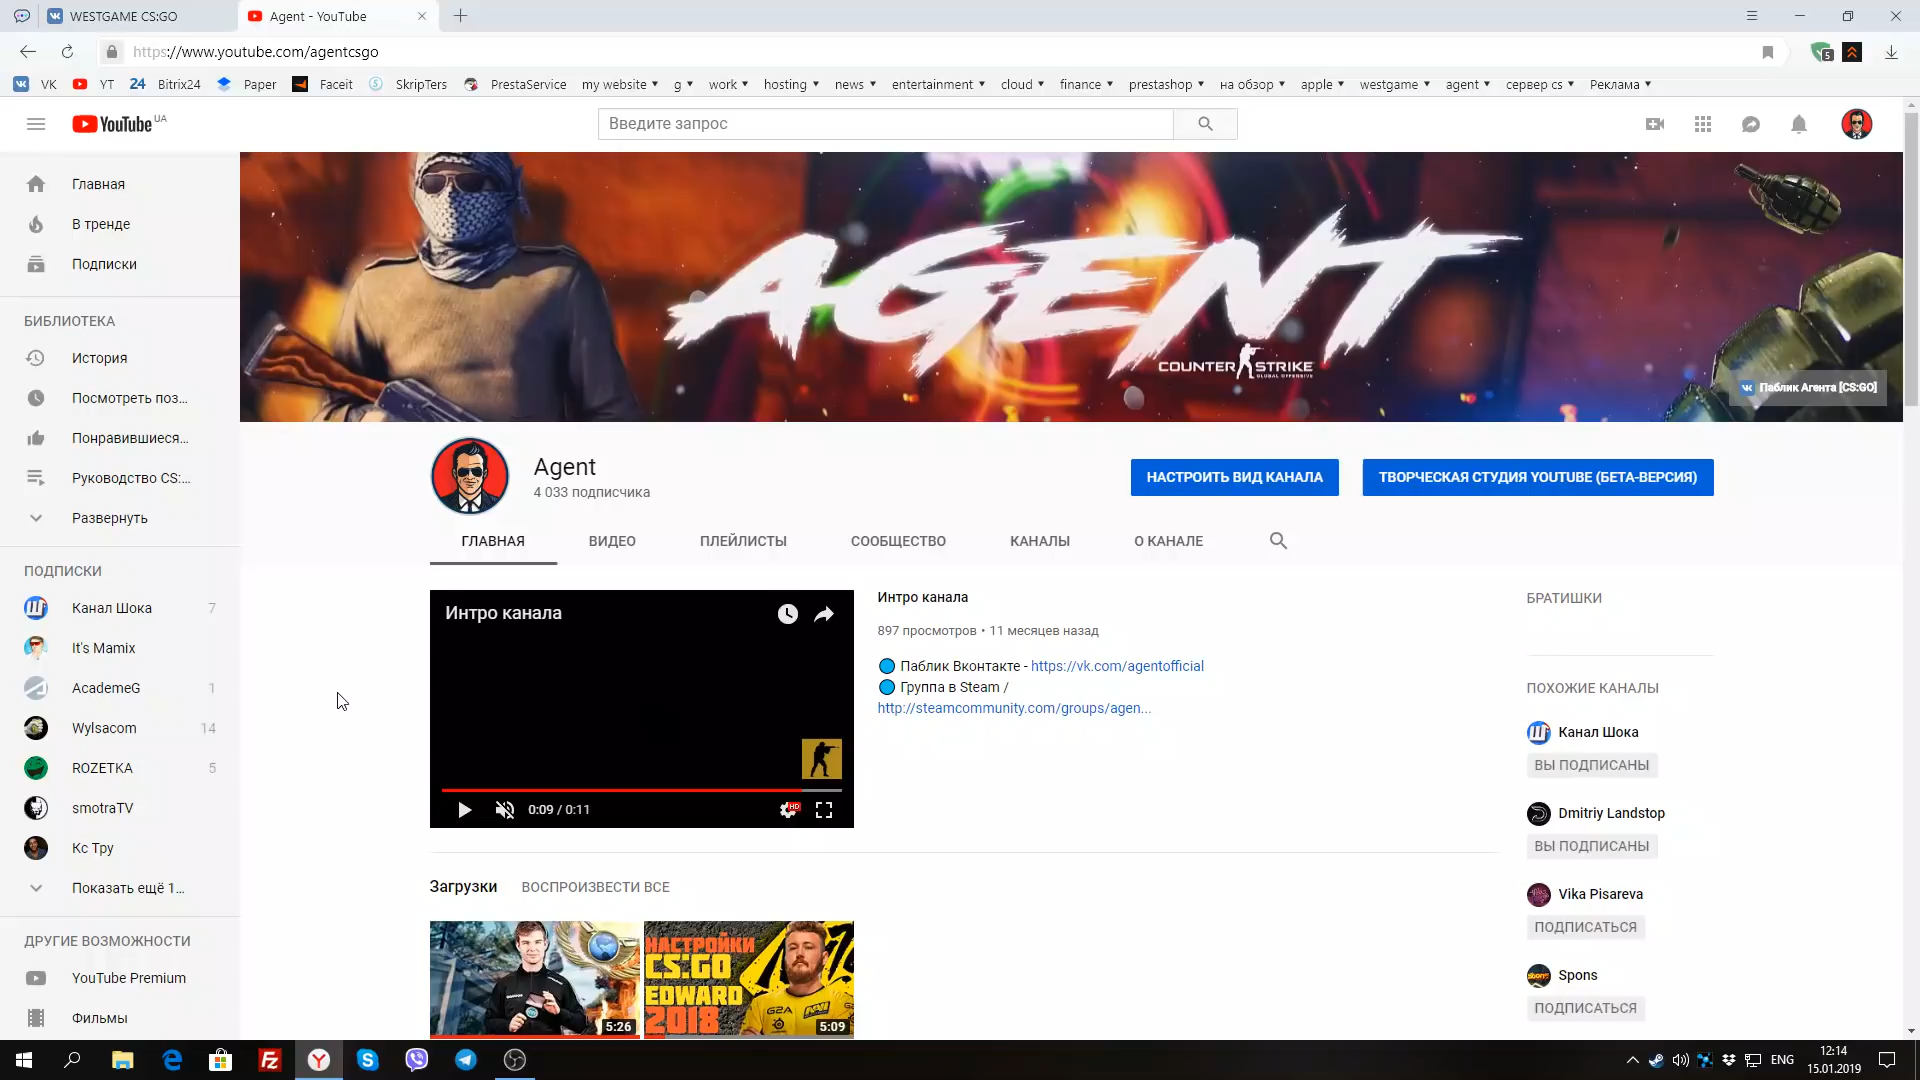 WESTGAME CS:GO
Agent - YouTube
https://www.youtube.com/agentcsgo
5
VK YT 24 Bitrix24 Paper Faceit SkripTers PrestaService my website g work hosting news entertainment cloud finance prestashop на обзор apple westgame agent сервер cs Реклама
YouTube UA
Введите запрос
Главная
В тренде
Подписки
БИБЛИОТЕКА
История
Посмотреть поз...
Понравившиеся...
Руководство CS:...
Развернуть
ПОДПИСКИ
Канал Шока 7
It's Mamix
AcademeG 1
Wylsacom 14
ROZETKA 5
smotraTV
Кс Тру
Показать ещё 1...
ДРУГИЕ ВОЗМОЖНОСТИ
YouTube Premium
Фильмы
AGENT
COUNTER STRIKE
GLOBAL OFFENSIVE
Паблик Агента [CS:GO]
Agent
4 033 подписчика
НАСТРОИТЬ ВИД КАНАЛА
ТВОРЧЕСКАЯ СТУДИЯ YOUTUBE (БЕТА-ВЕРСИЯ)
ГЛАВНАЯ ВИДЕО ПЛЕЙЛИСТЫ СООБЩЕСТВО КАНАЛЫ О КАНАЛЕ
Интро канала
0:09 / 0:11
HD
Интро канала
897 просмотров • 11 месяцев назад
Паблик Вконтакте - https://vk.com/agentofficial
Группа в Steam /
http://steamcommunity.com/groups/agen...
Загрузки ВОСПРОИЗВЕСТИ ВСЕ
5:26
НАСТРОЙКИ
CS:GO
EDWARD
2018
G2A
5:09
БРАТИШКИ
ПОХОЖИЕ КАНАЛЫ
Канал Шока
ВЫ ПОДПИСАНЫ
Dmitriy Landstop
ВЫ ПОДПИСАНЫ
Vika Pisareva
ПОДПИСАТЬСЯ
Spons
ПОДПИСАТЬСЯ
ENG
12:14
15.01.2019